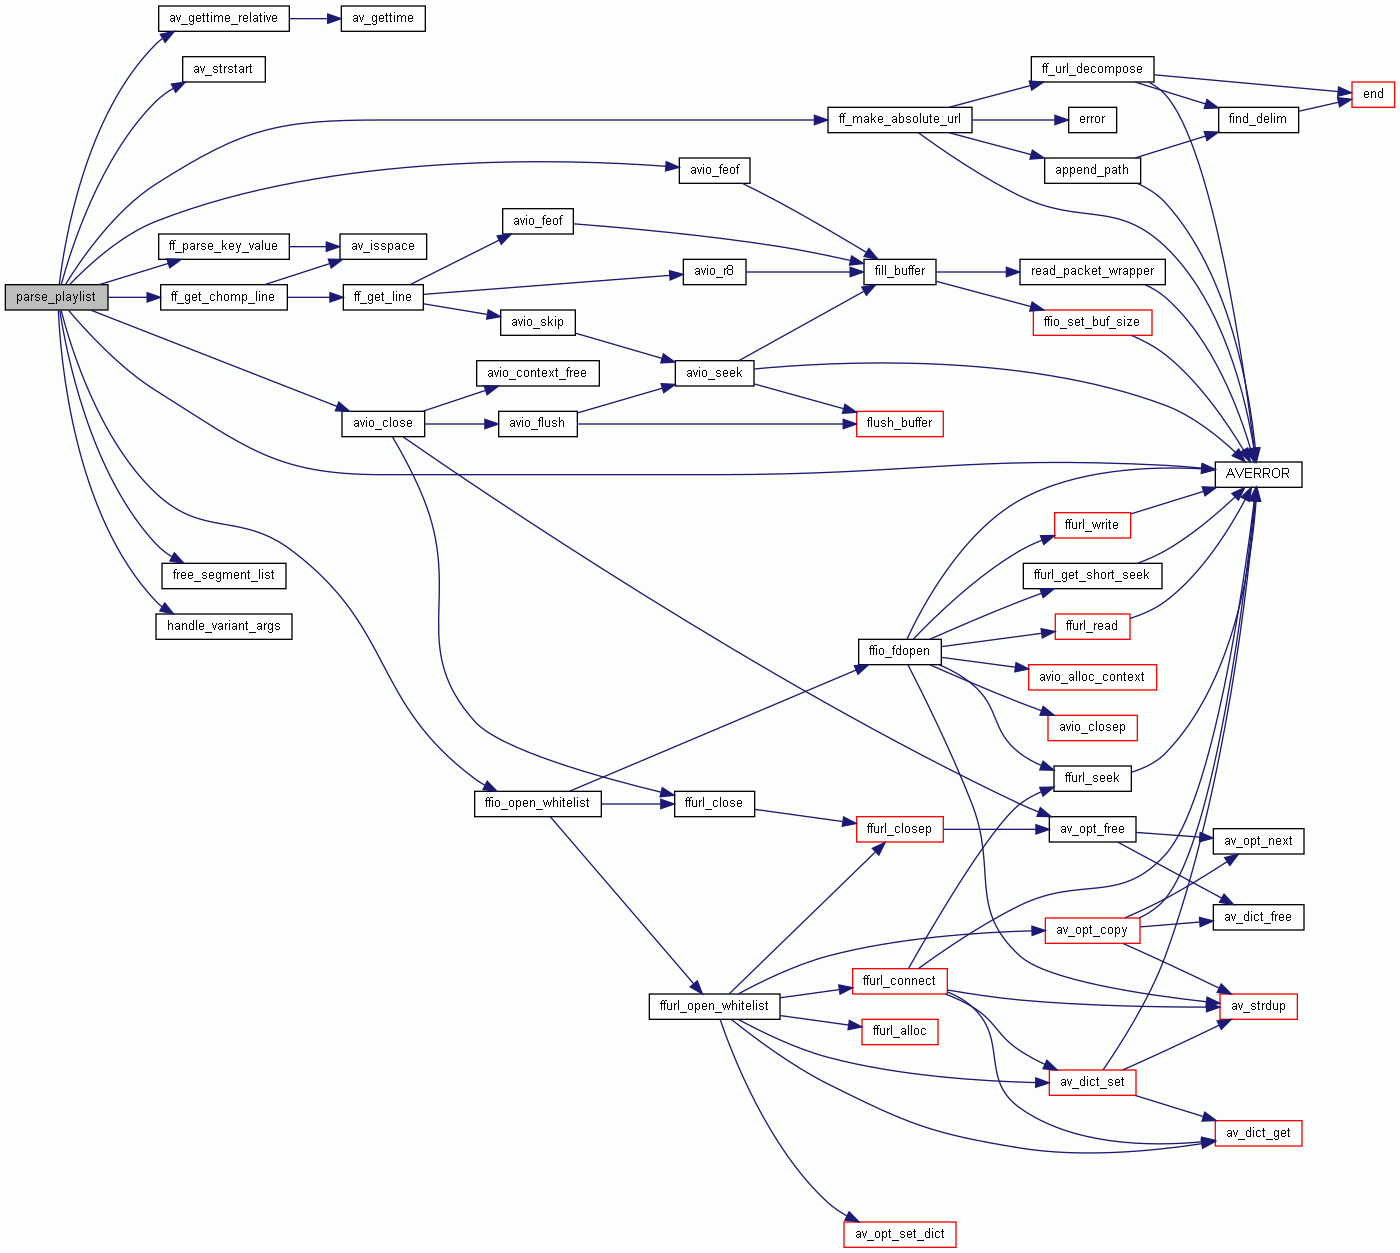 av_gettime_relative
av_gettime
av_strstart
ff_url_decompose
end
ff_make_absolute_url
error
find_delim
avio_feof
append_path
avio_feof
ff_parse_key_value
av_isspace
avio_r8
fill_buffer
read_packet_wrapper
parse_playlist
ff_get_chomp_line
ff_get_line
avio_skip
ffio_set_buf_size
avio_context_free
avio_seek
avio_close
avio_flush
flush_buffer
AVERROR
ffurl_write
free_segment_list
ffurl_get_short_seek
handle_variant_args
ffurl_read
ffio_fdopen
avio_alloc_context
avio_closep
ffurl_seek
ffio_open_whitelist
ffurl_close
ffurl_closep
av_opt_free
av_opt_next
av_opt_copy
av_dict_free
ffurl_connect
ffurl_open_whitelist
av_strdup
ffurl_alloc
av_dict_set
av_dict_get
av_opt_set_dict